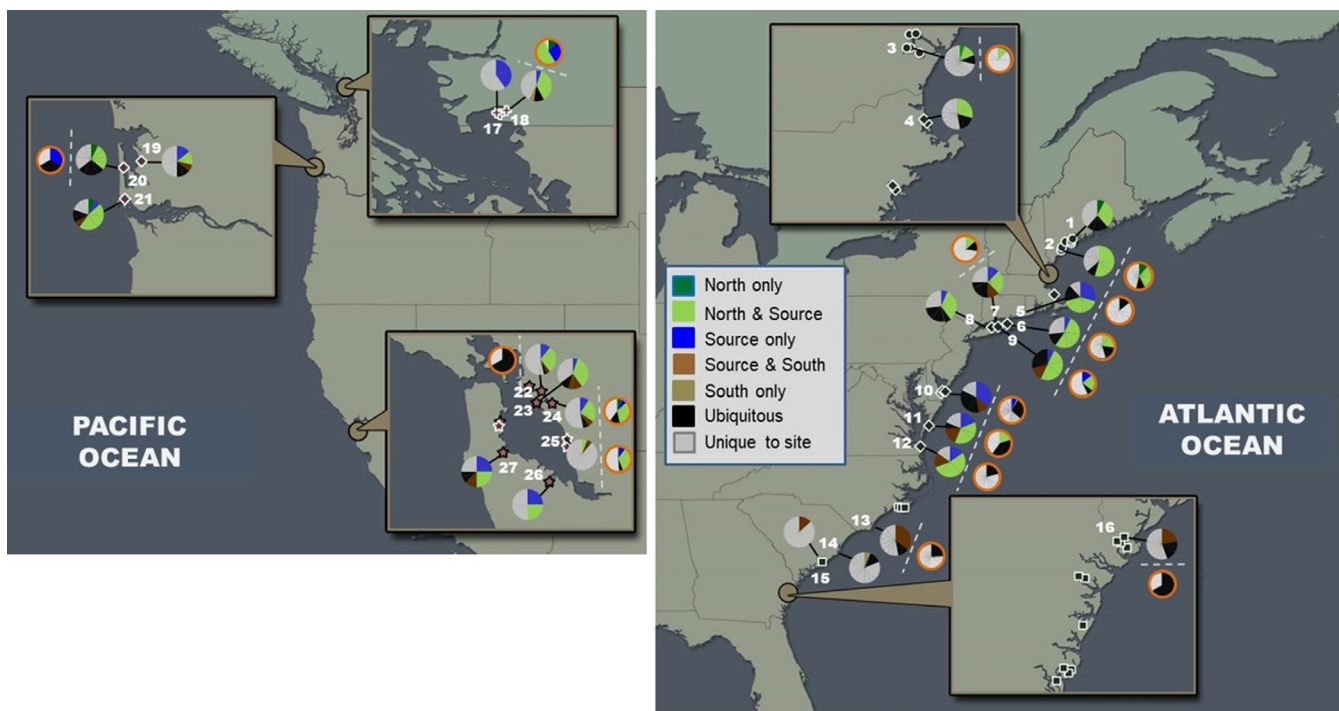 17
18
19
20
21
22
23
24
25
26
27
PACIFIC
OCEAN
3
4
1
2
5
6
7
8
9
10
11
12
13
14
15
16
North only
North & Source
Source only
Source & South
South only
Ubiquitous
Unique to site
ATLANTIC
OCEAN